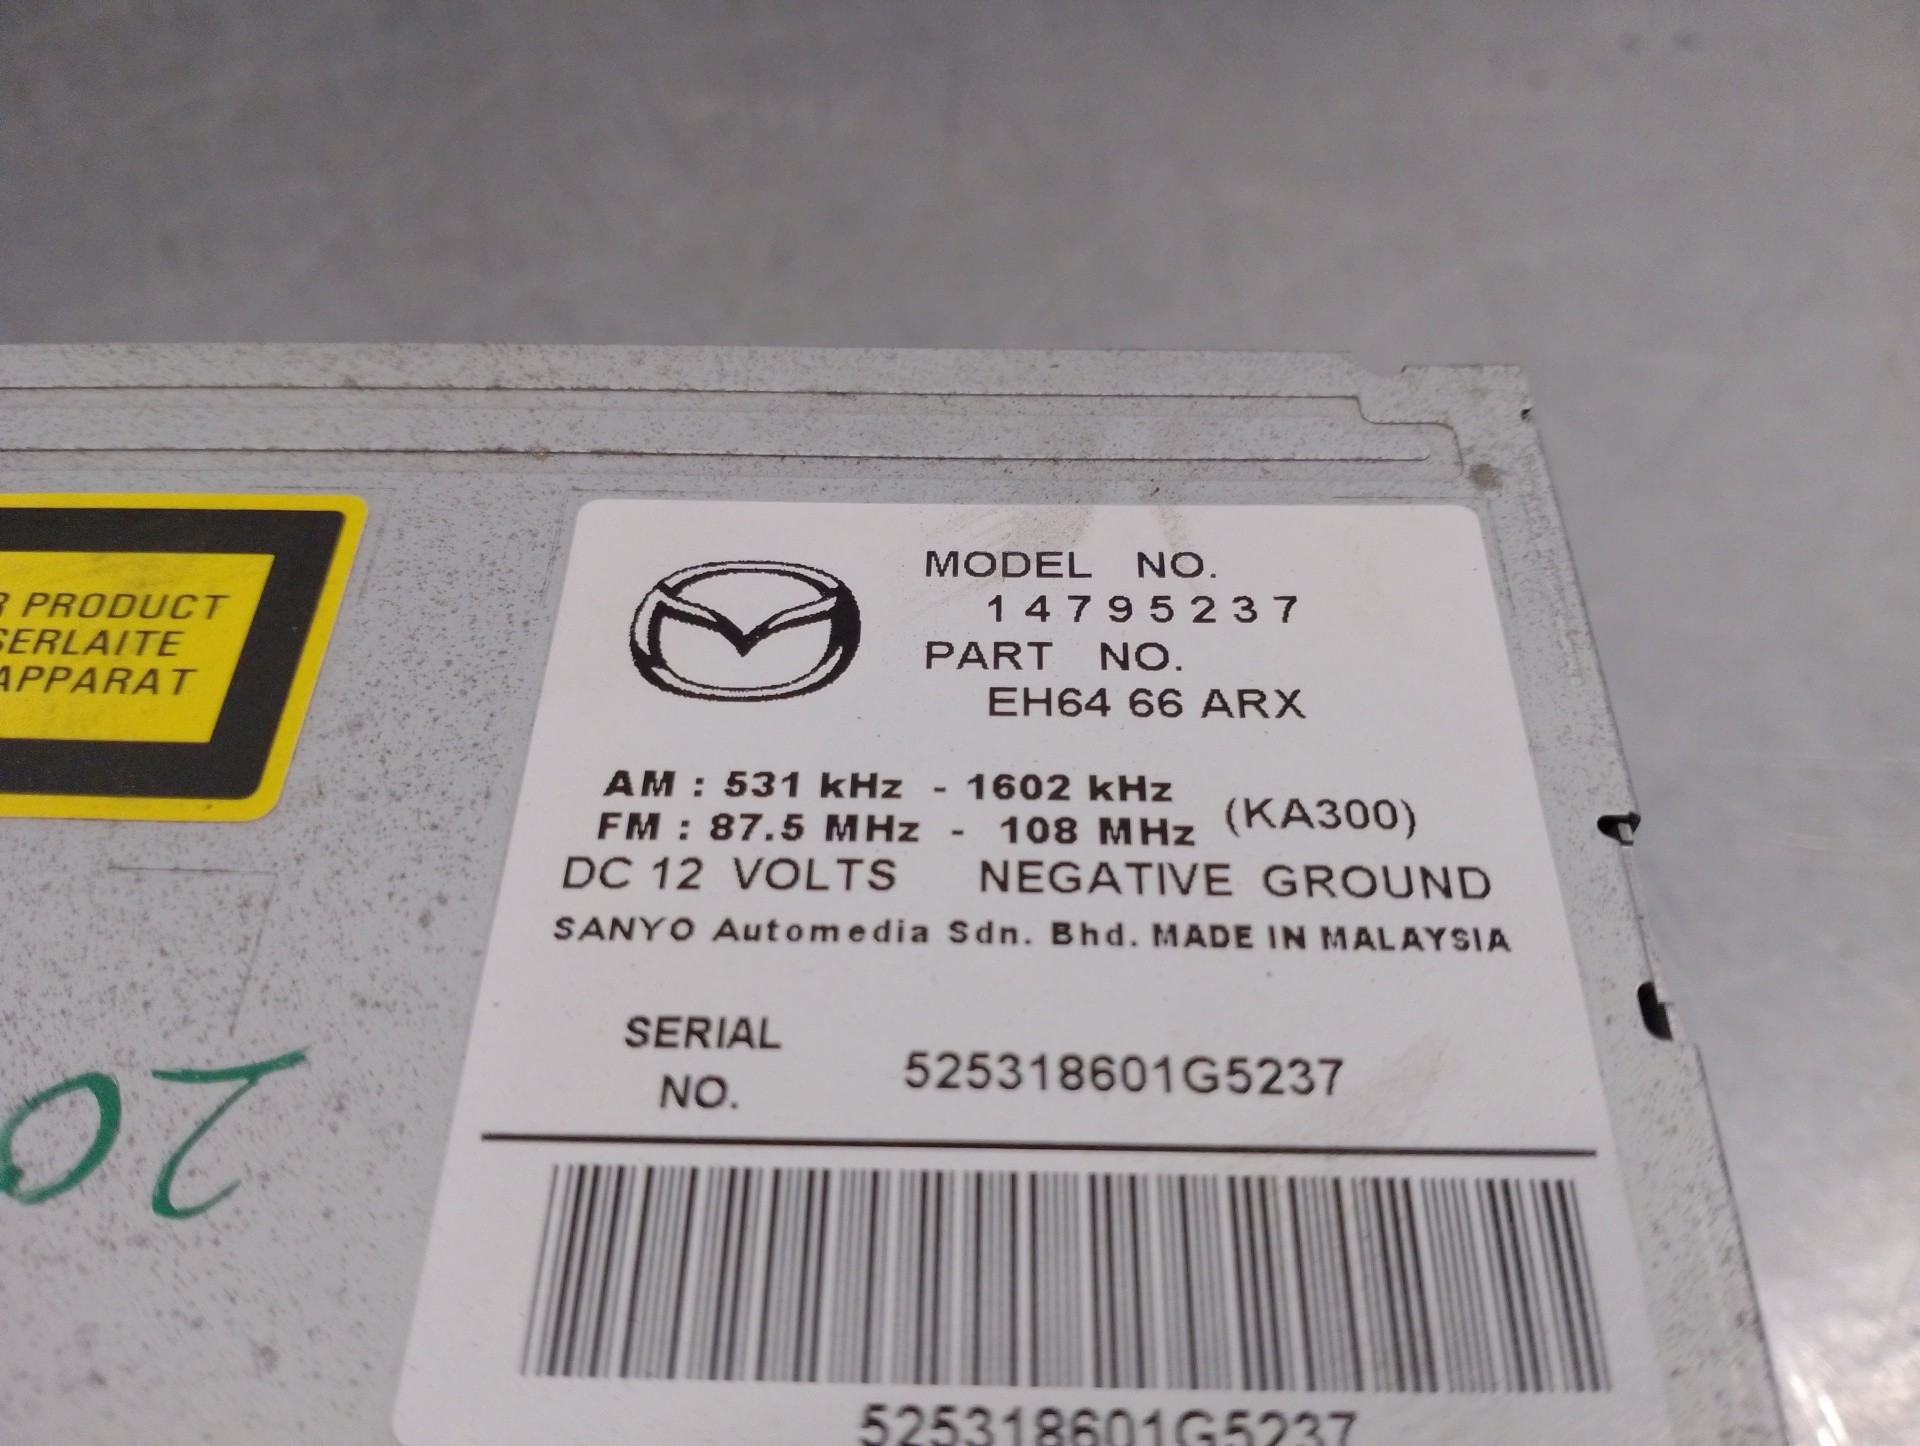 R PRODUCT
SERLAITE
APPARAT
MODEL NO.
14795237
PART NO.
EH64 66 ARX
AM : 531 kHz - 1602 kHz
FM : 87.5 MHz - 108 MHz
(KA300)
DC 12 VOLTS NEGATIVE GROUND
SANYO Automedia Sdn. Bhd. MADE IN MALAYSIA
SERIAL
NO.
525318601G5237
525318601G5237
20